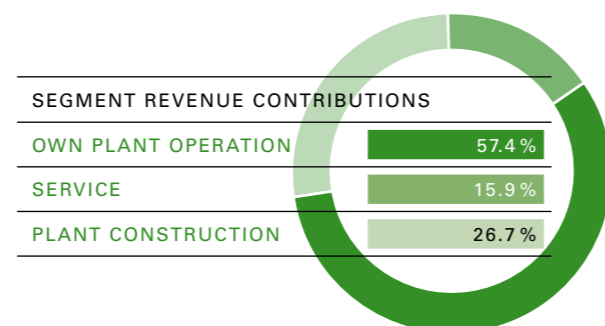 SEGMENT REVENUE CONTRIBUTIONS
OWN PLANT OPERATION 57.4 %
SERVICE 15.9 %
PLANT CONSTRUCTION 26.7 %